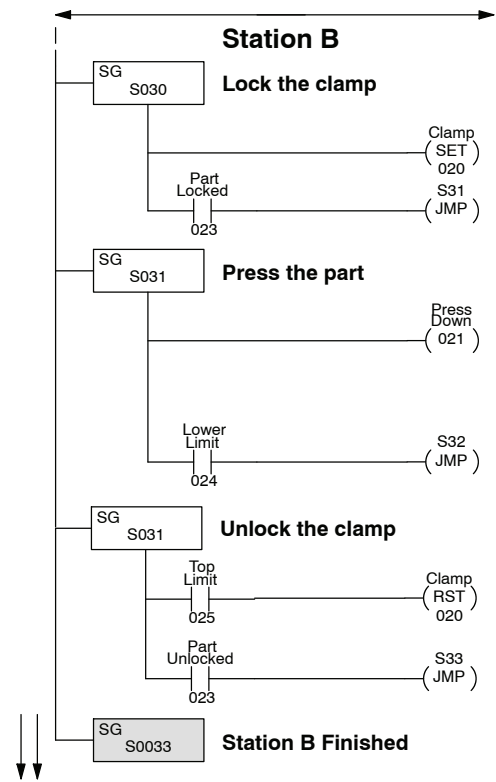 Station B
SG
S030
Lock the clamp
Clamp
SET
020
Part
Locked
023
S31
JMP
SG
S031
Press the part
Press
Down
021
Lower
Limit
024
S32
JMP
SG
S031
Unlock the clamp
Top
Limit
025
Clamp
RST
020
Part
Unlocked
023
S33
JMP
SG
S0033
Station B Finished